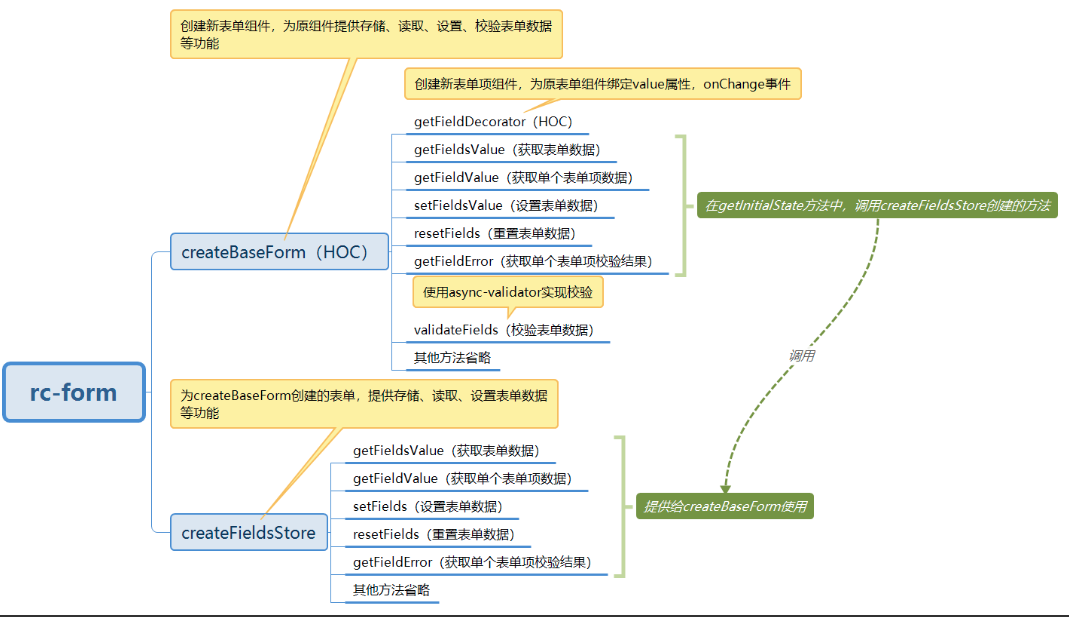 创建新表单组件，为原组件提供存储、读取、设置、校验表单数据
等功能
创建新表单项组件，为原表单组件绑定value属性，onChange事件
getFieldDecorator（HOC）
getFieldsValue（获取表单数据）
getFieldValue（获取单个表单项数据）
setFieldsValue（设置表单数据）
resetFields（重置表单数据）
getFieldError（获取单个表单项校验结果）
在getInitialState方法中，调用createFieldsStore创建的方法
createBaseForm（HOC）
使用async-validator实现校验
validateFields（校验表单数据）
其他方法省略
调用
rc-form
为createBaseForm创建的表单，提供存储、读取、设置表单数据
等功能
getFieldsValue（获取表单数据）
getFieldValue（获取单个表单项数据）
setFields（设置表单数据）
resetFields（重置表单数据）
getFieldError（获取单个表单项校验结果）
其他方法省略
提供给createBaseForm使用
createFieldsStore